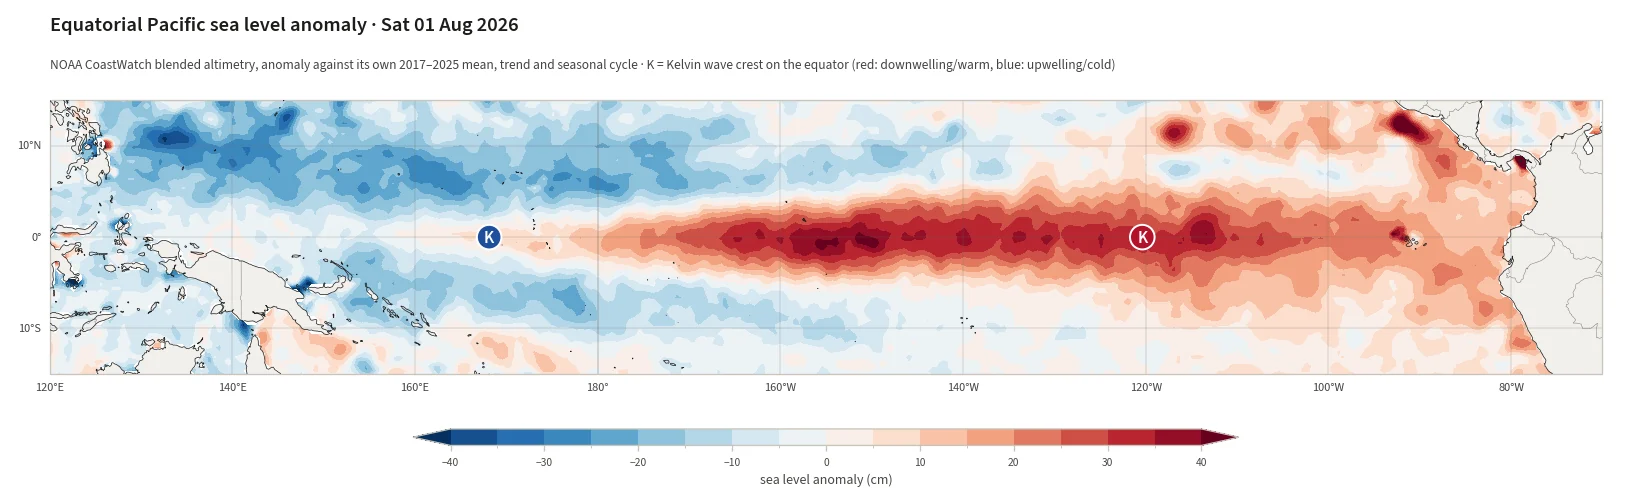 Equatorial Pacific sea level anomaly · Sat 01 Aug 2026
NOAA CoastWatch blended altimetry, anomaly against its own 2017–2025 mean, trend and seasonal cycle · K = Kelvin wave crest on the equator (red: downwelling/warm, blue: upwelling/cold)
10°N
0°
10°S
K
K
120°E 140°E 160°E 180° 160°W 140°W 120°W 100°W 80°W
−40 −30 −20 −10 0 10 20 30 40
sea level anomaly (cm)